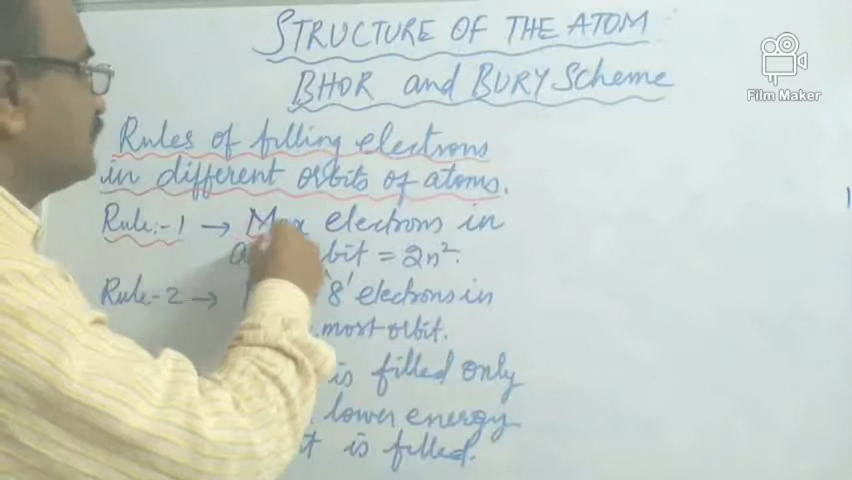 STRUCTURE OF THE ATOM
BHOR and BURY Scheme
Film Maker
Rules of filling electrons
in different orbits of atoms.
Rule:-1 → Max electrons in
= 2n².
Rule-2 → '8' electrons in
most orbit.
is filled only
lower energy
is filled.